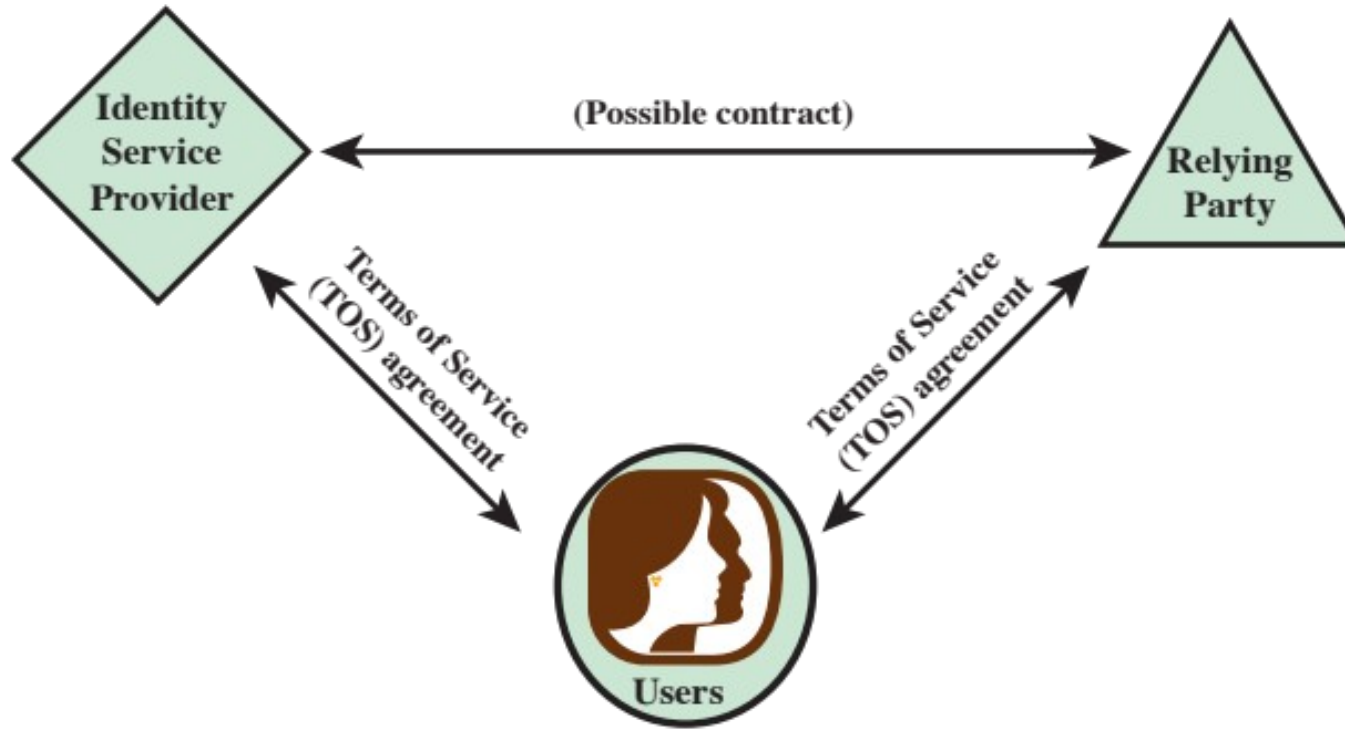 Identity
Service
Provider
(Possible contract)
Relying
Party
Terms of Service
(TOS) agreement
Terms of Service
(TOS) agreement
Users